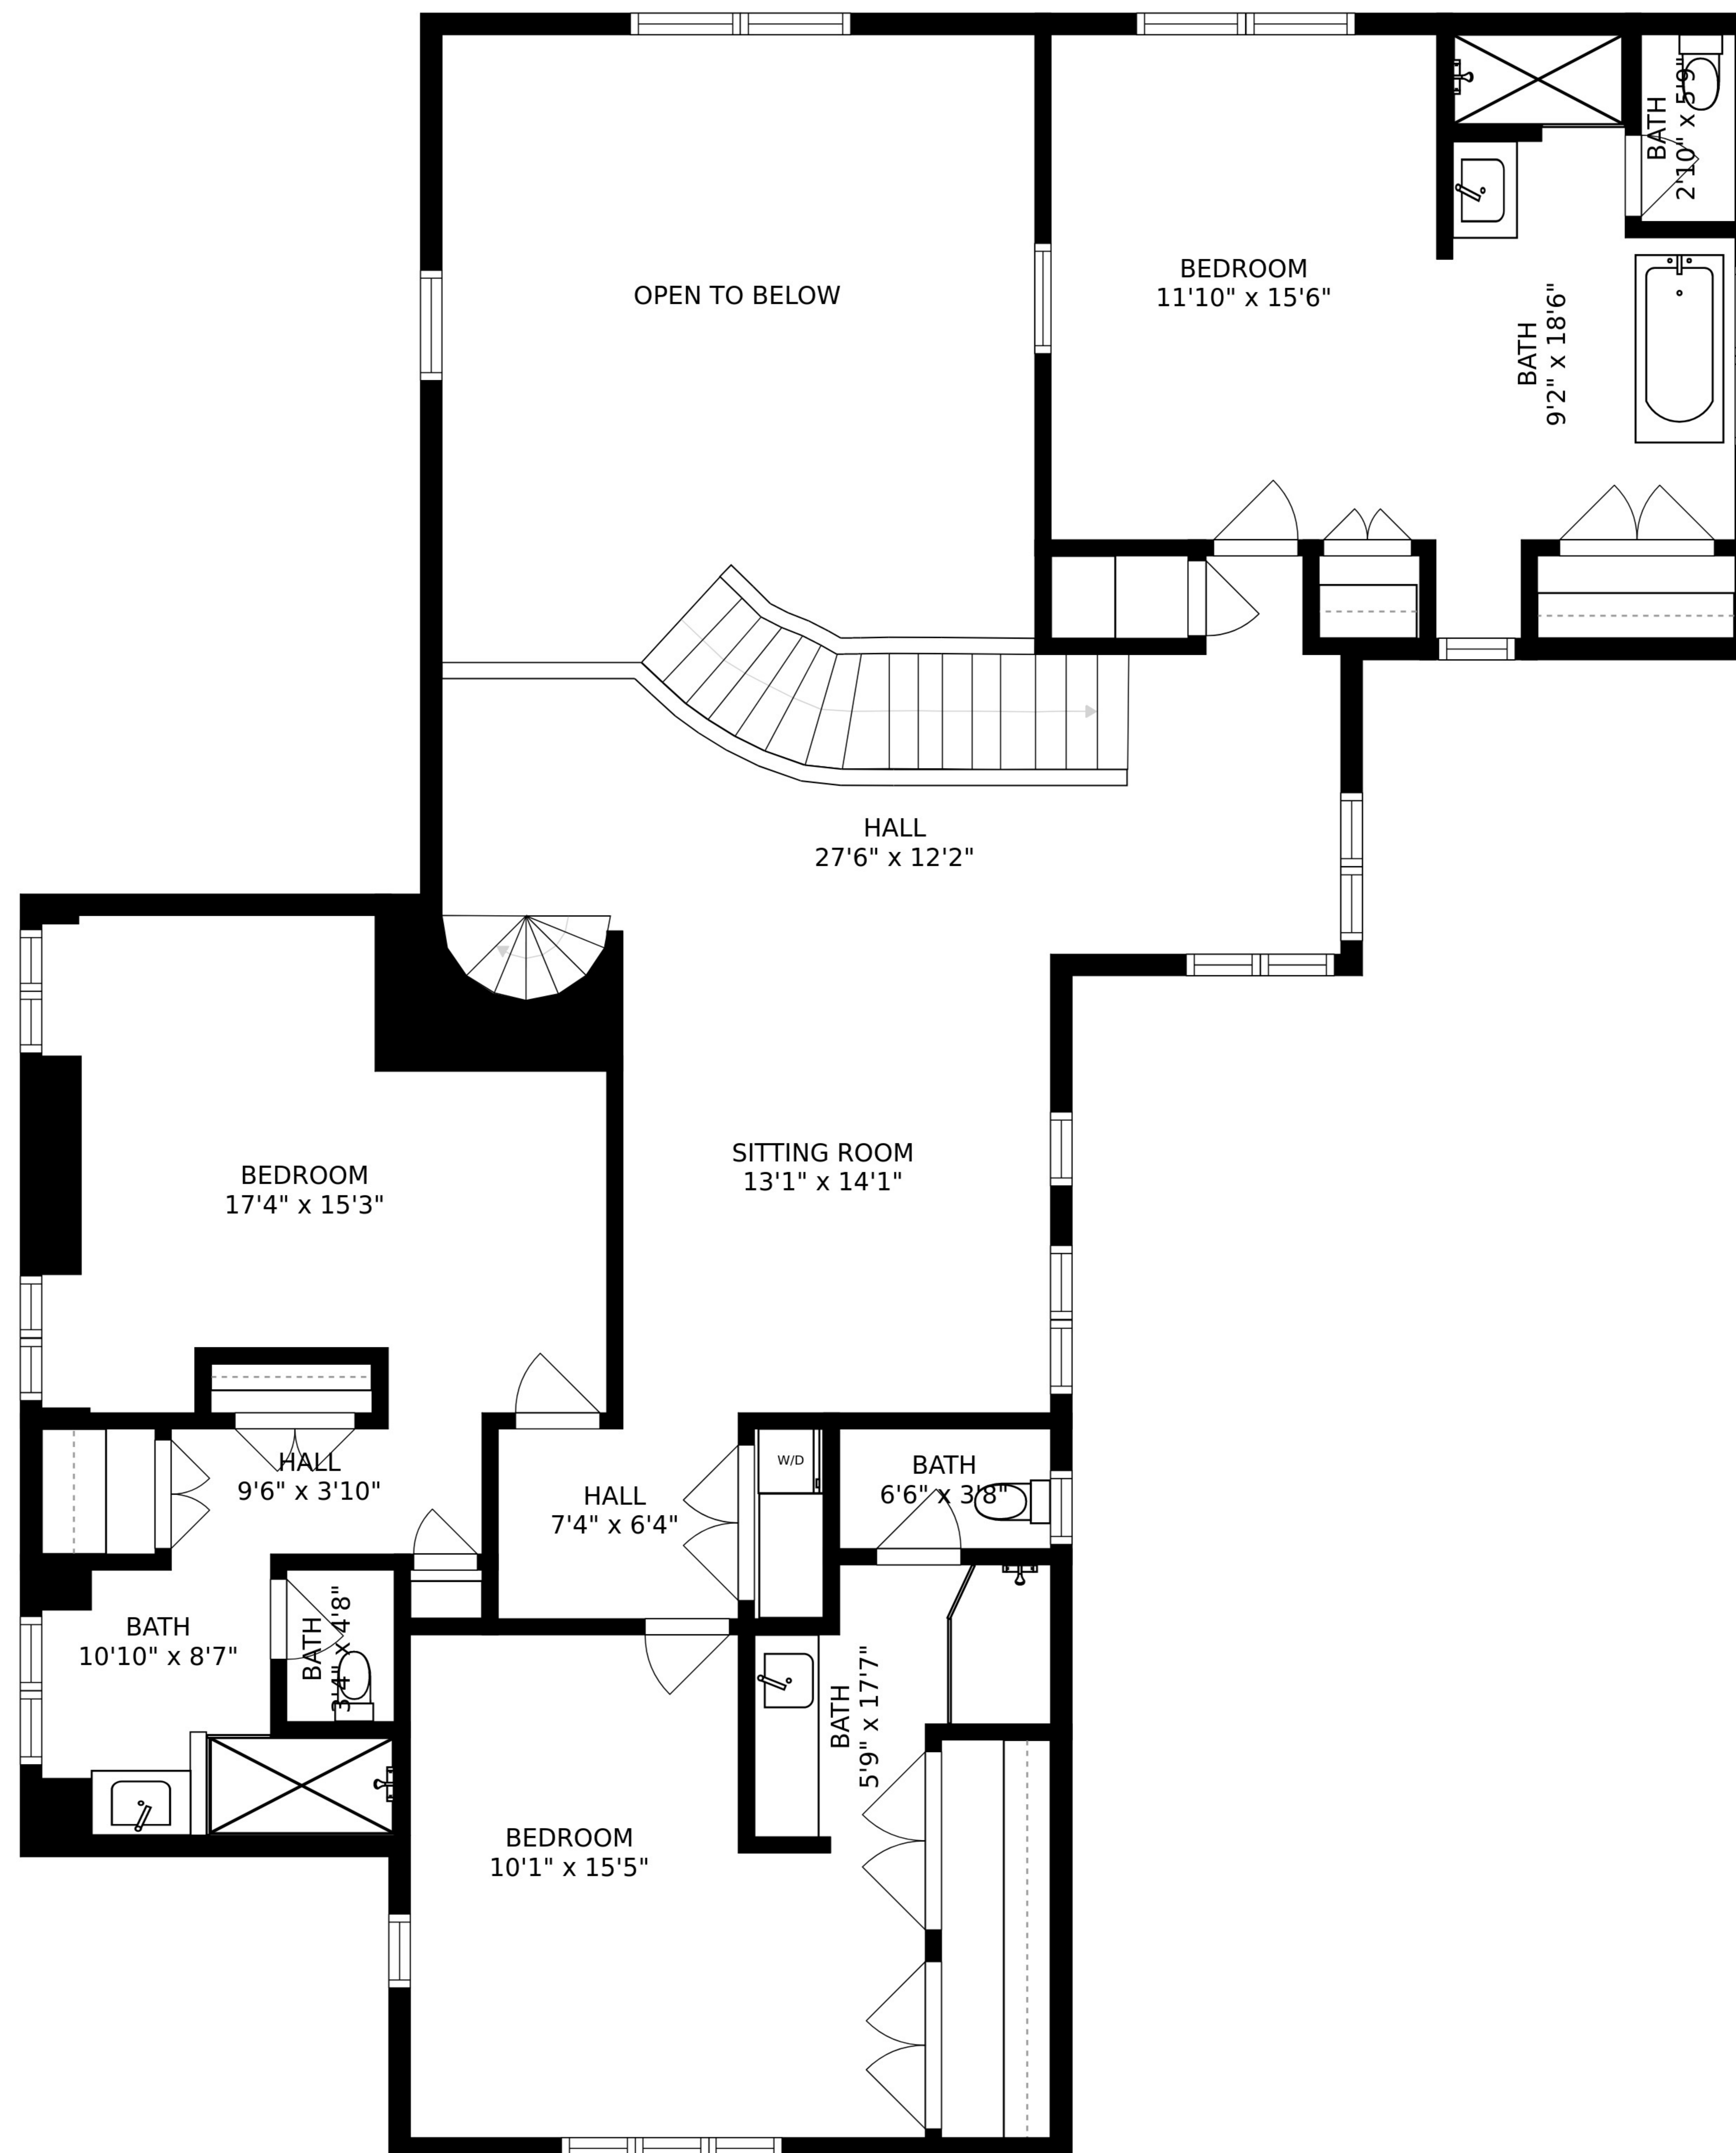 BATH
2'10" x 5'9"
OPEN TO BELOW
BEDROOM
11'10" x 15'6"
BATH
9'2" x 18'6"
HALL
27'6" x 12'2"
SITTING ROOM
13'1" x 14'1"
BEDROOM
17'4" x 15'3"
HALL
9'6" x 3'10"
HALL
7'4" x 6'4"
W/D
BATH
6'6" x 3'8"
BATH
10'10" x 8'7"
BATH
3'4" x 4'8"
BATH
5'9" x 17'7"
BEDROOM
10'1" x 15'5"